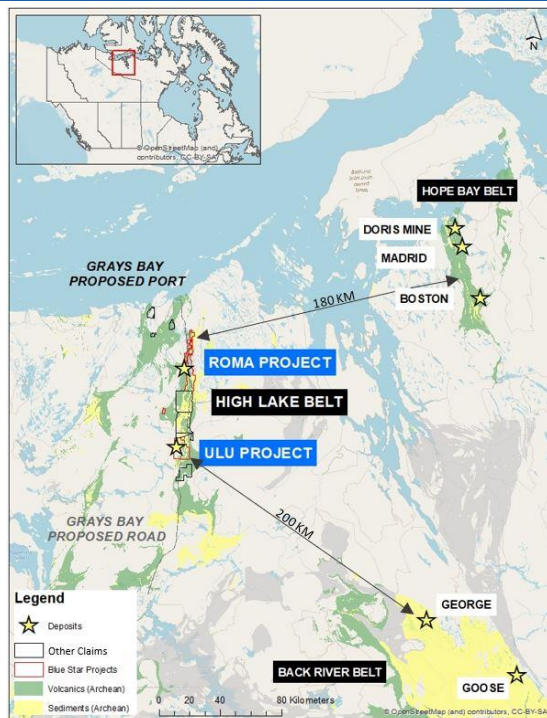 N
© OpenStreetMap (and)
contributors, CC-BY-SA
HOPE BAY BELT
DORIS MINE
MADRID
GRAYS BAY
PROPOSED PORT
180 KM
BOSTON
ROMA PROJECT
HIGH LAKE BELT
ULU PROJECT
200 KM
GRAYS BAY
PROPOSED ROAD
Legend
Deposits
Other Claims
Blue Star Projects
Volcanics (Archean)
Sediments (Archean)
GEORGE
BACK RIVER BELT
GOOSE
0 20 40 80 Kilometers
© OpenStreetMap (and) contributors, CC-BY-SA